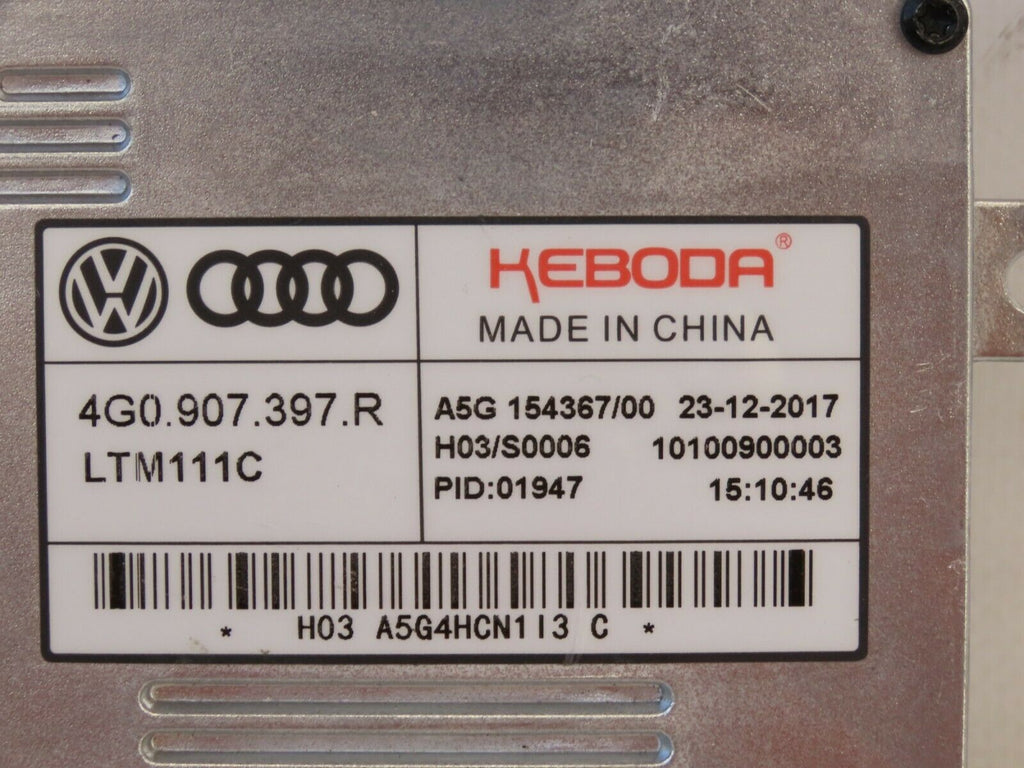 KEBODA®
MADE IN CHINA
4G0.907.397.R
LTM111C
A5G 154367/00 23-12-2017
H03/S0006 10100900003
PID:01947 15:10:46
* H03 A5G4HCN1I3 C *